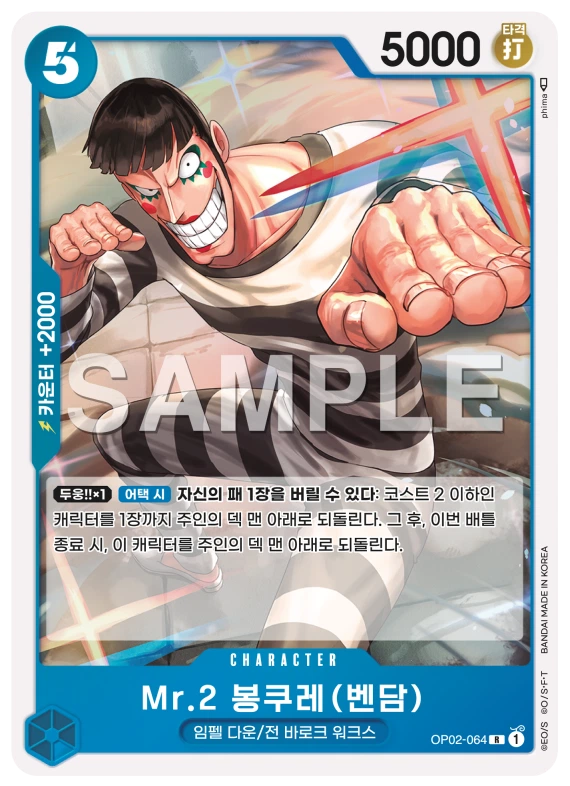 5
5000
타격
打
phima
카운터 +2000
SAMPLE
두웅!!×1 어택 시 자신의 패 1장을 버릴 수 있다: 코스트 2 이하인
캐릭터를 1장까지 주인의 덱 맨 아래로 되돌린다. 그 후, 이번 배틀
종료 시, 이 캐릭터를 주인의 덱 맨 아래로 되돌린다.
CHARACTER
Mr.2 봉쿠레(벤담)
임펠 다운/전 바로크 워크스
OP02-064 R 1
©EO/S ©O/S·F·T BANDAI MADE IN KOREA